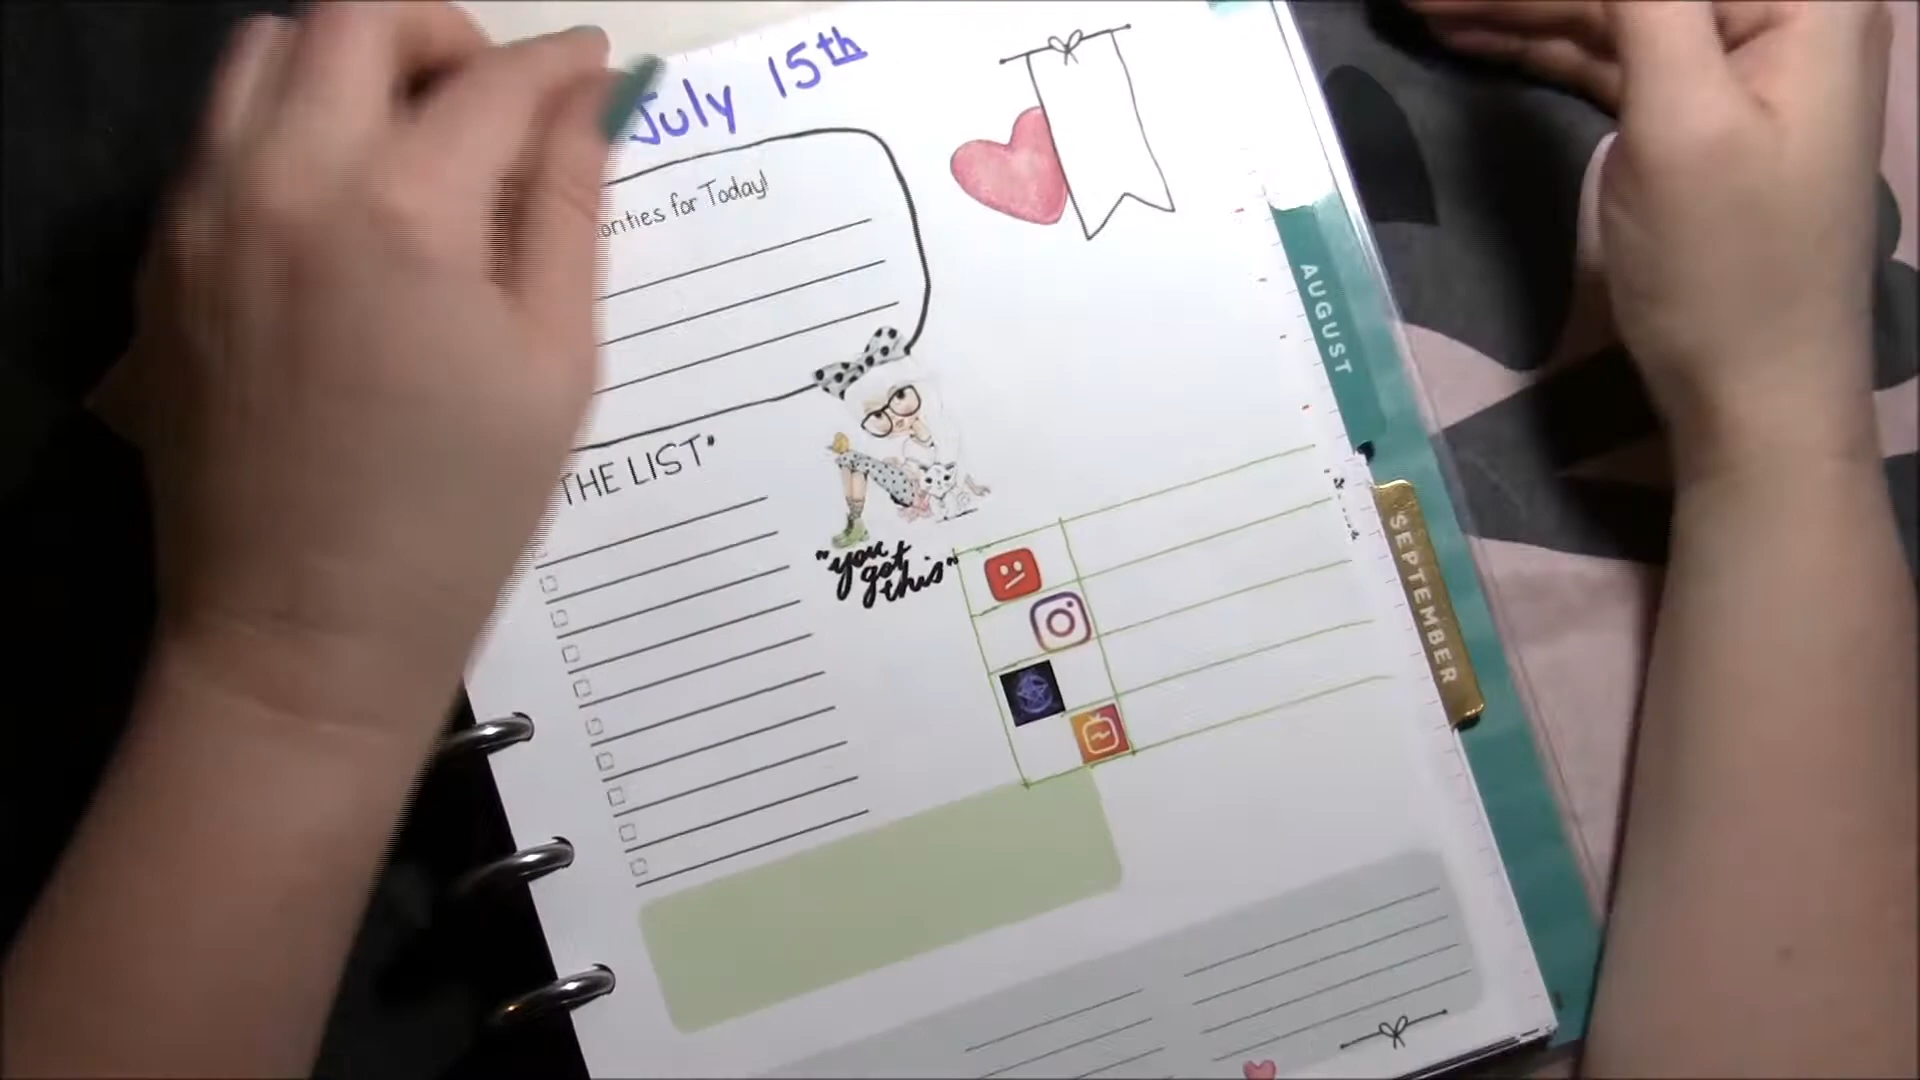 July 15th
orities for Today!
THE LIST"
"you
got
this"
AUGUST
SEPTEMBER